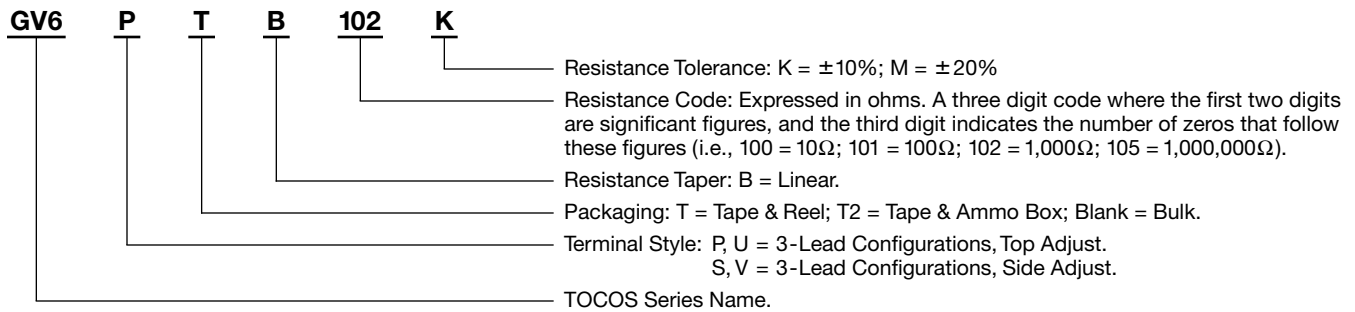 GV6 P T B 102 K
Resistance Tolerance: K = ±10%; M = ±20%
Resistance Code: Expressed in ohms. A three digit code where the first two digits
are significant figures, and the third digit indicates the number of zeros that follow
these figures (i.e., 100 = 10Ω; 101 = 100Ω; 102 = 1,000Ω; 105 = 1,000,000Ω).
Resistance Taper: B = Linear.
Packaging: T = Tape & Reel; T2 = Tape & Ammo Box; Blank = Bulk.
Terminal Style: P, U = 3-Lead Configurations, Top Adjust.
S, V = 3-Lead Configurations, Side Adjust.
TOCOS Series Name.